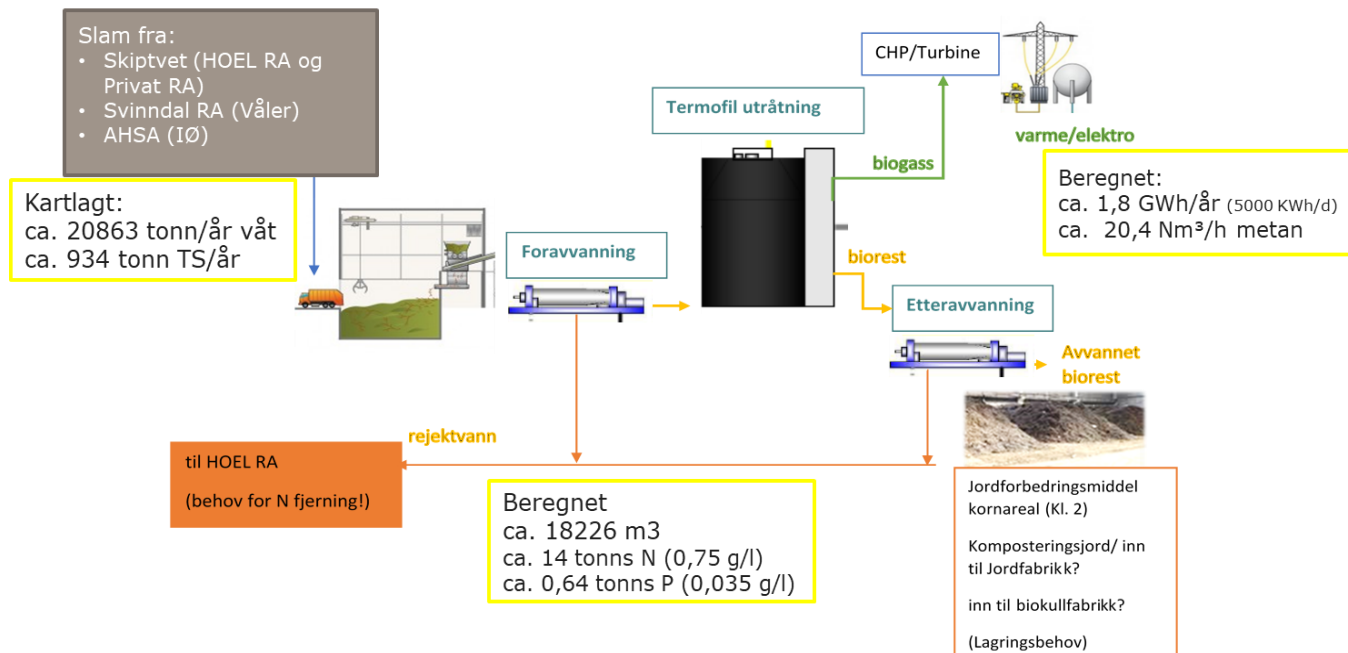 Slam fra:
• Skiptvet (HOEL RA og
Privat RA)
• Svinndal RA (Våler)
• AHSA (IØ)
Kartlagt:
ca. 20863 tonn/år våt
ca. 934 tonn TS/år
Foravvanning
Termofil utråtning
biogass
CHP/Turbine
varme/elektro
Beregnet:
ca. 1,8 GWh/år (5000 KWh/d)
ca. 20,4 Nm³/h metan
biorest
Etteravvanning
Avvannet
biorest
rejektvann
til HOEL RA
(behov for N fjerning!)
Beregnet
ca. 18226 m3
ca. 14 tonns N (0,75 g/l)
ca. 0,64 tonns P (0,035 g/l)
Jordforbedringsmiddel
kornareal (Kl. 2)
Komposteringsjord/ inn
til Jordfabrikk?
inn til biokullfabrikk?
(Lagringsbehov)